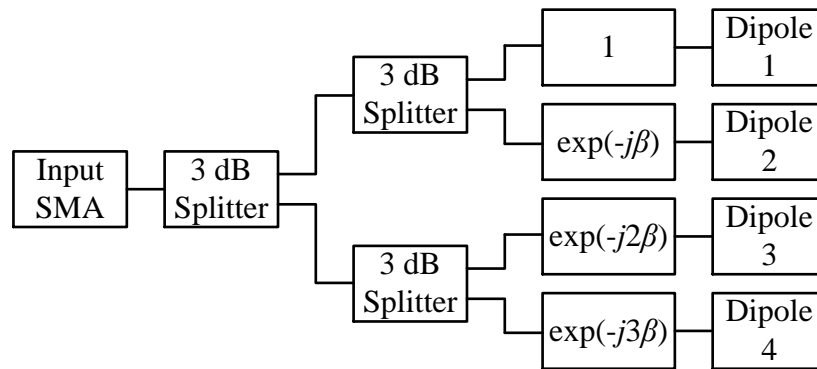 Input
SMA
3 dB
Splitter
3 dB
Splitter
3 dB
Splitter
1
exp(-jβ)
exp(-j2β)
exp(-j3β)
Dipole
1
Dipole
2
Dipole
3
Dipole
4